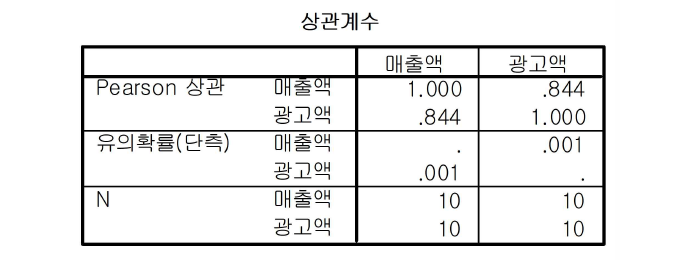 상관계수
매출액 광고액
Pearson 상관 매출액 1.000 .844
광고액 .844 1.000
유의확률(단측) 매출액 . .001
광고액 .001 .
N 매출액 10 10
광고액 10 10